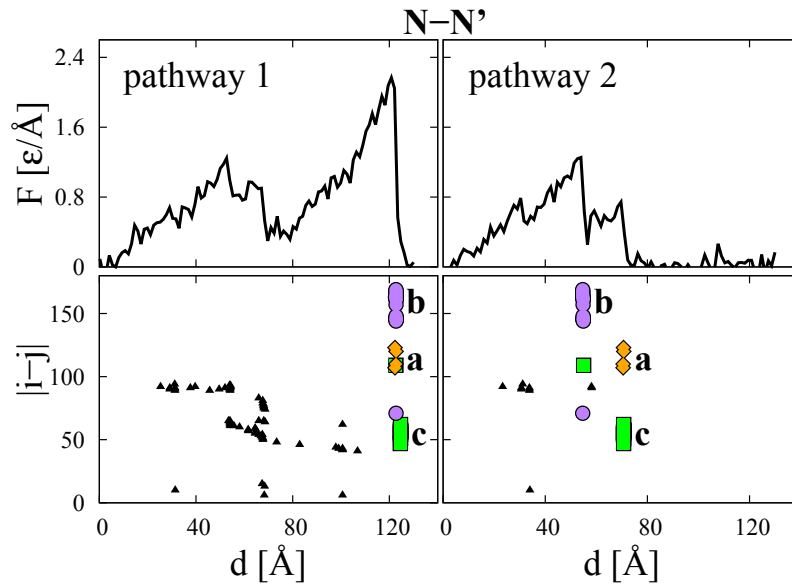 N−N’
pathway 1
pathway 2
F [ε/Å]
2.4
1.6
0.8
0
|i−j|
150
100
50
0
b
a
c
b
a
c
0 40 80 120
0 40 80 120
d [Å]
d [Å]